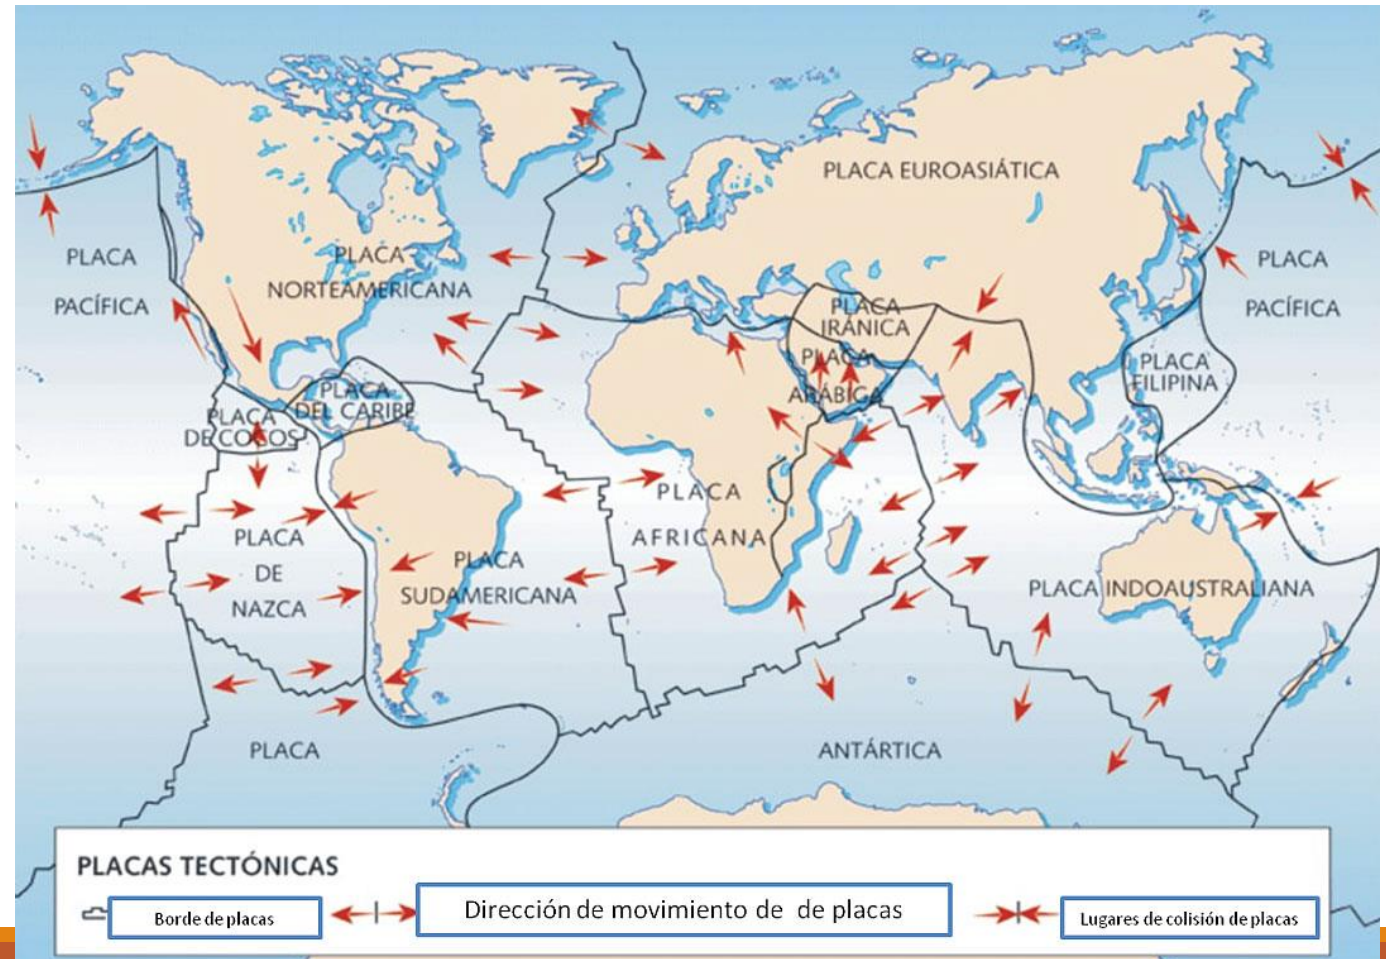 PLACA EUROASIÁTICA
PLACA
PACÍFICA
PLACA
NORTEAMERICANA
PLACA
PACÍFICA
PLACA
IRÁNICA
PLACA
ARÁBIGA
PLACA
FILIPINA
PLACA
DEL CARIBE
PLACA
DE COCOS
PLACA
AFRICANA
PLACA
DE
NAZCA
PLACA
SUDAMERICANA
PLACA INDOAUSTRALIANA
PLACA
ANTÁRTICA
PLACAS TECTÓNICAS
Borde de placas
Dirección de movimiento de de placas
Lugares de colisión de placas